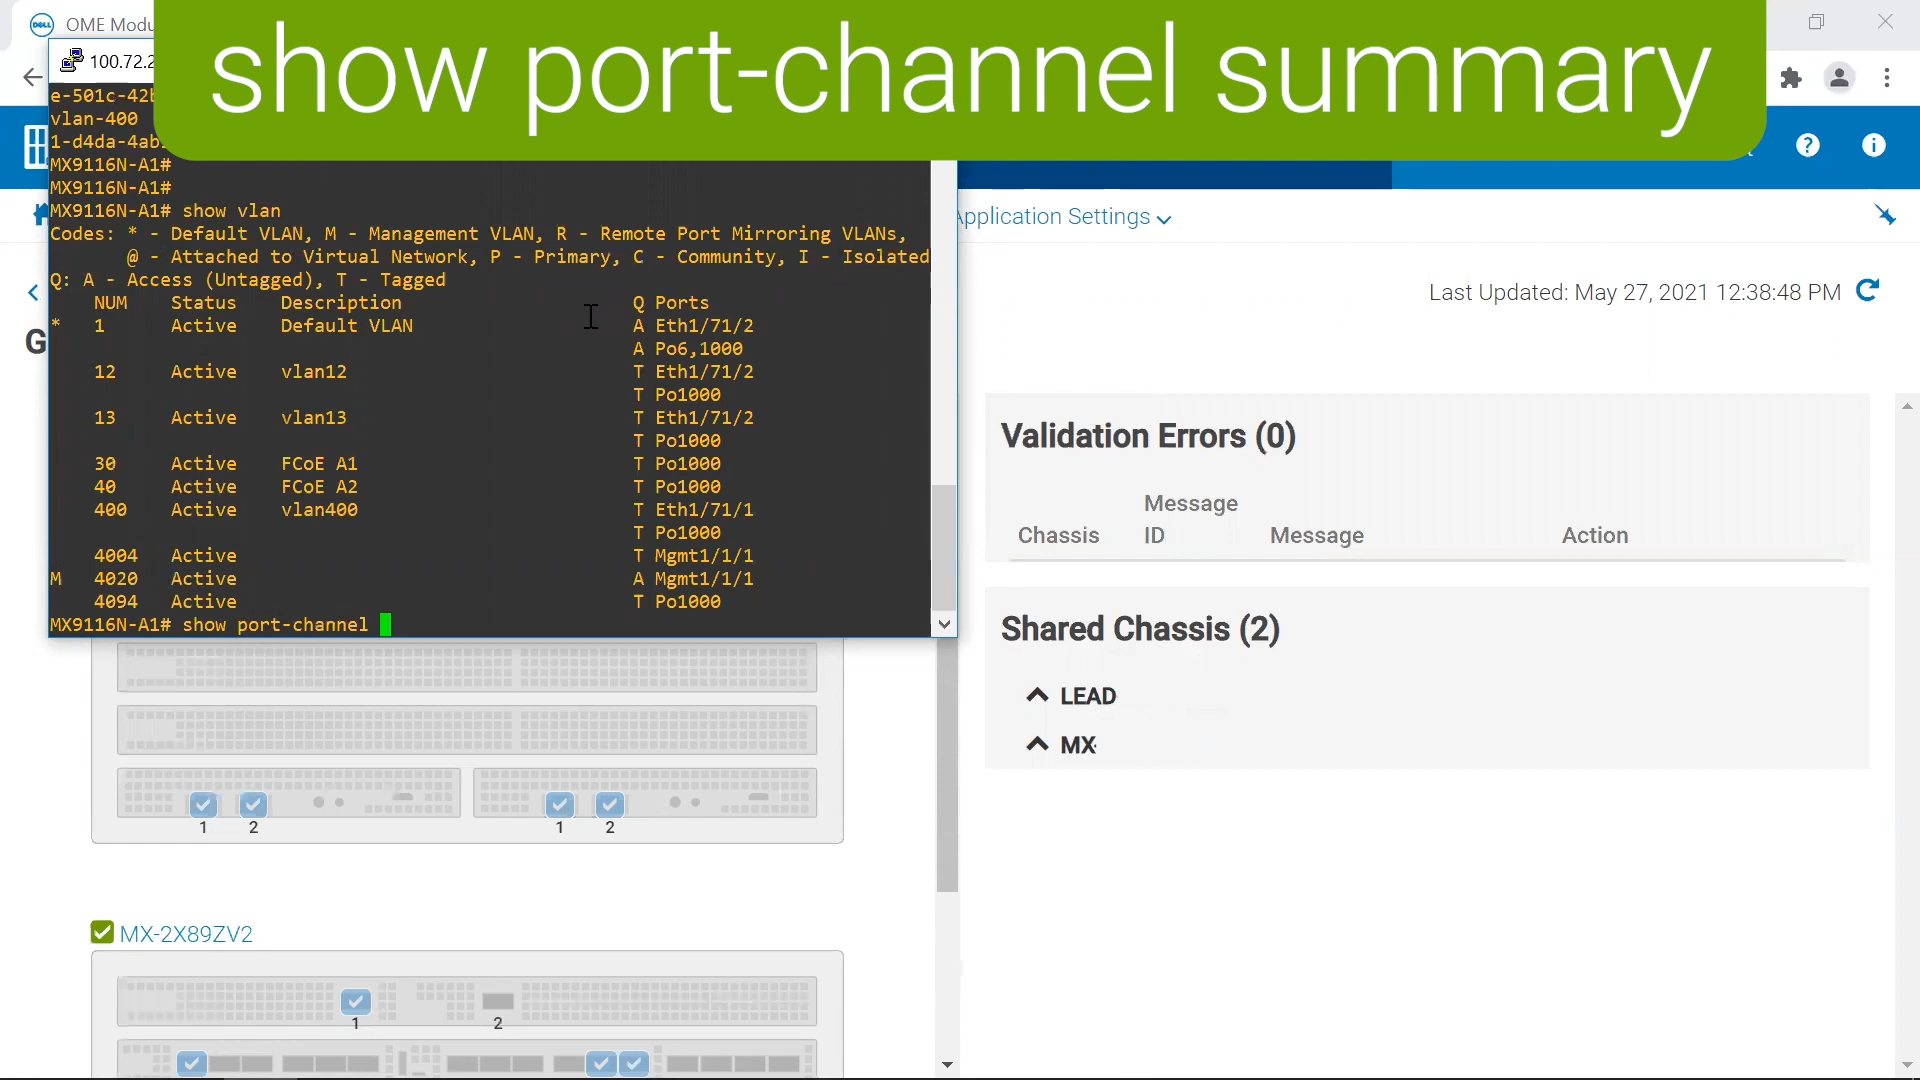 OME Modu
show port-channel summary
100.72.2
e-501c-42b
vlan-400
1-d4da-4ab
MX9116N-A1#
MX9116N-A1#
MX9116N-A1# show vlan
Codes: * - Default VLAN, M - Management VLAN, R - Remote Port Mirroring VLANs,
@ - Attached to Virtual Network, P - Primary, C - Community, I - Isolated
Q: A - Access (Untagged), T - Tagged
NUM Status Description Q Ports
* 1 Active Default VLAN A Eth1/71/2
A Po6,1000
12 Active vlan12 T Eth1/71/2
T Po1000
13 Active vlan13 T Eth1/71/2
T Po1000
30 Active FCoE A1 T Po1000
40 Active FCoE A2 T Po1000
400 Active vlan400 T Eth1/71/1
T Po1000
4004 Active T Mgmt1/1/1
M 4020 Active A Mgmt1/1/1
4094 Active T Po1000
MX9116N-A1# show port-channel
G
1 2 1 2
MX-2X89ZV2
1 2
Application Settings
Last Updated: May 27, 2021 12:38:48 PM
Validation Errors (0)
Chassis Message ID Message Action
Shared Chassis (2)
LEAD
MX-